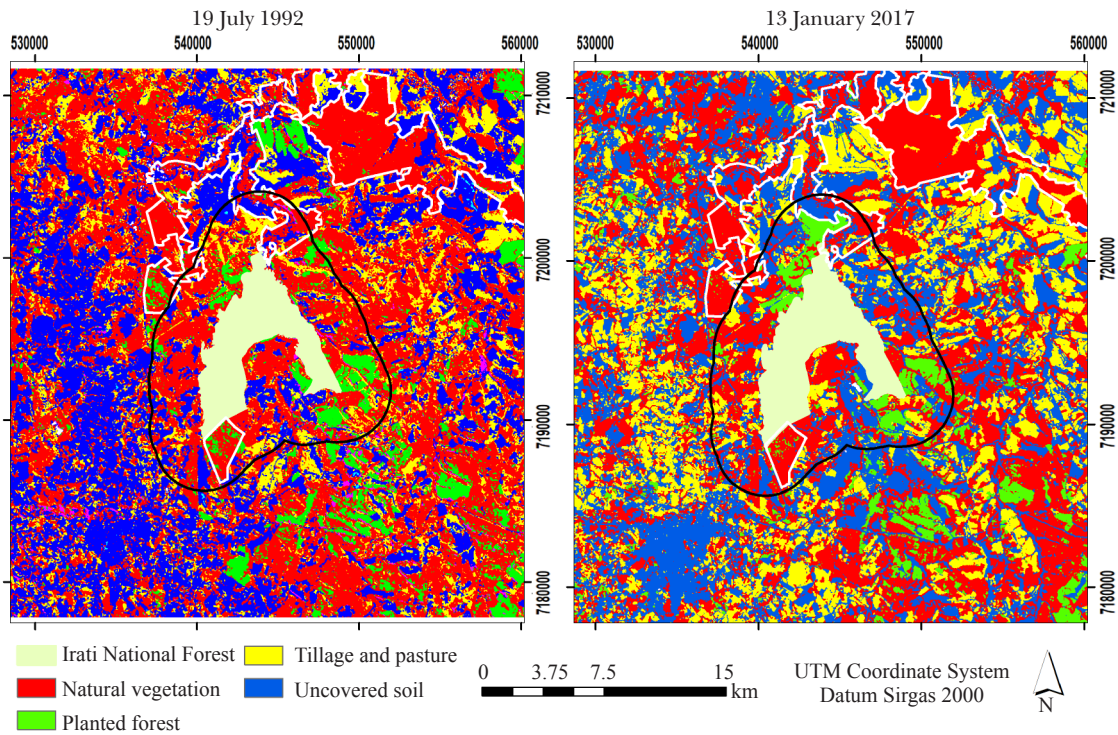 19 July 1992
13 January 2017
530000 540000 550000 560000
530000 540000 550000 560000
7210000
7200000
7190000
7180000
7210000
7200000
7190000
7180000
Irati National Forest
Tillage and pasture
Natural vegetation
Uncovered soil
Planted forest
0 3.75 7.5 15
km
UTM Coordinate System
Datum Sirgas 2000
N